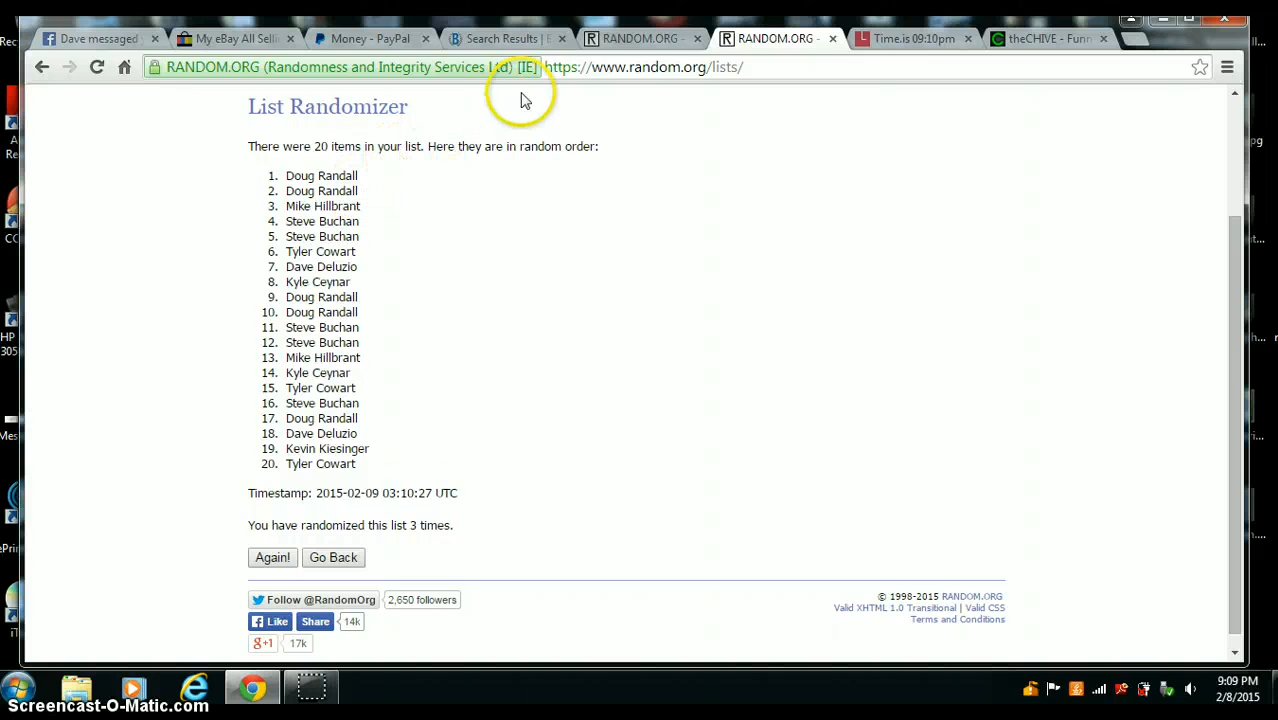 Dave messaged
My eBay All Selli
Money - PayPal
Search Results | E
RANDOM.ORG -
RANDOM.ORG -
Time.is 09:10pm
theCHIVE - Funn
RANDOM.ORG (Randomness and Integrity Services Ltd) [IE] https://www.random.org/lists/
List Randomizer
There were 20 items in your list. Here they are in random order:
1. Doug Randall
2. Doug Randall
3. Mike Hillbrant
4. Steve Buchan
5. Steve Buchan
6. Tyler Cowart
7. Dave Deluzio
8. Kyle Ceynar
9. Doug Randall
10. Doug Randall
11. Steve Buchan
12. Steve Buchan
13. Mike Hillbrant
14. Kyle Ceynar
15. Tyler Cowart
16. Steve Buchan
17. Doug Randall
18. Dave Deluzio
19. Kevin Kiesinger
20. Tyler Cowart
Timestamp: 2015-02-09 03:10:27 UTC
You have randomized this list 3 times.
Again! Go Back
Follow @RandomOrg 2,650 followers
Like Share 14k
g+1 17k
© 1998-2015 RANDOM.ORG
Valid XHTML 1.0 Transitional | Valid CSS
Terms and Conditions
9:09 PM
2/8/2015
Screencast-O-Matic.com